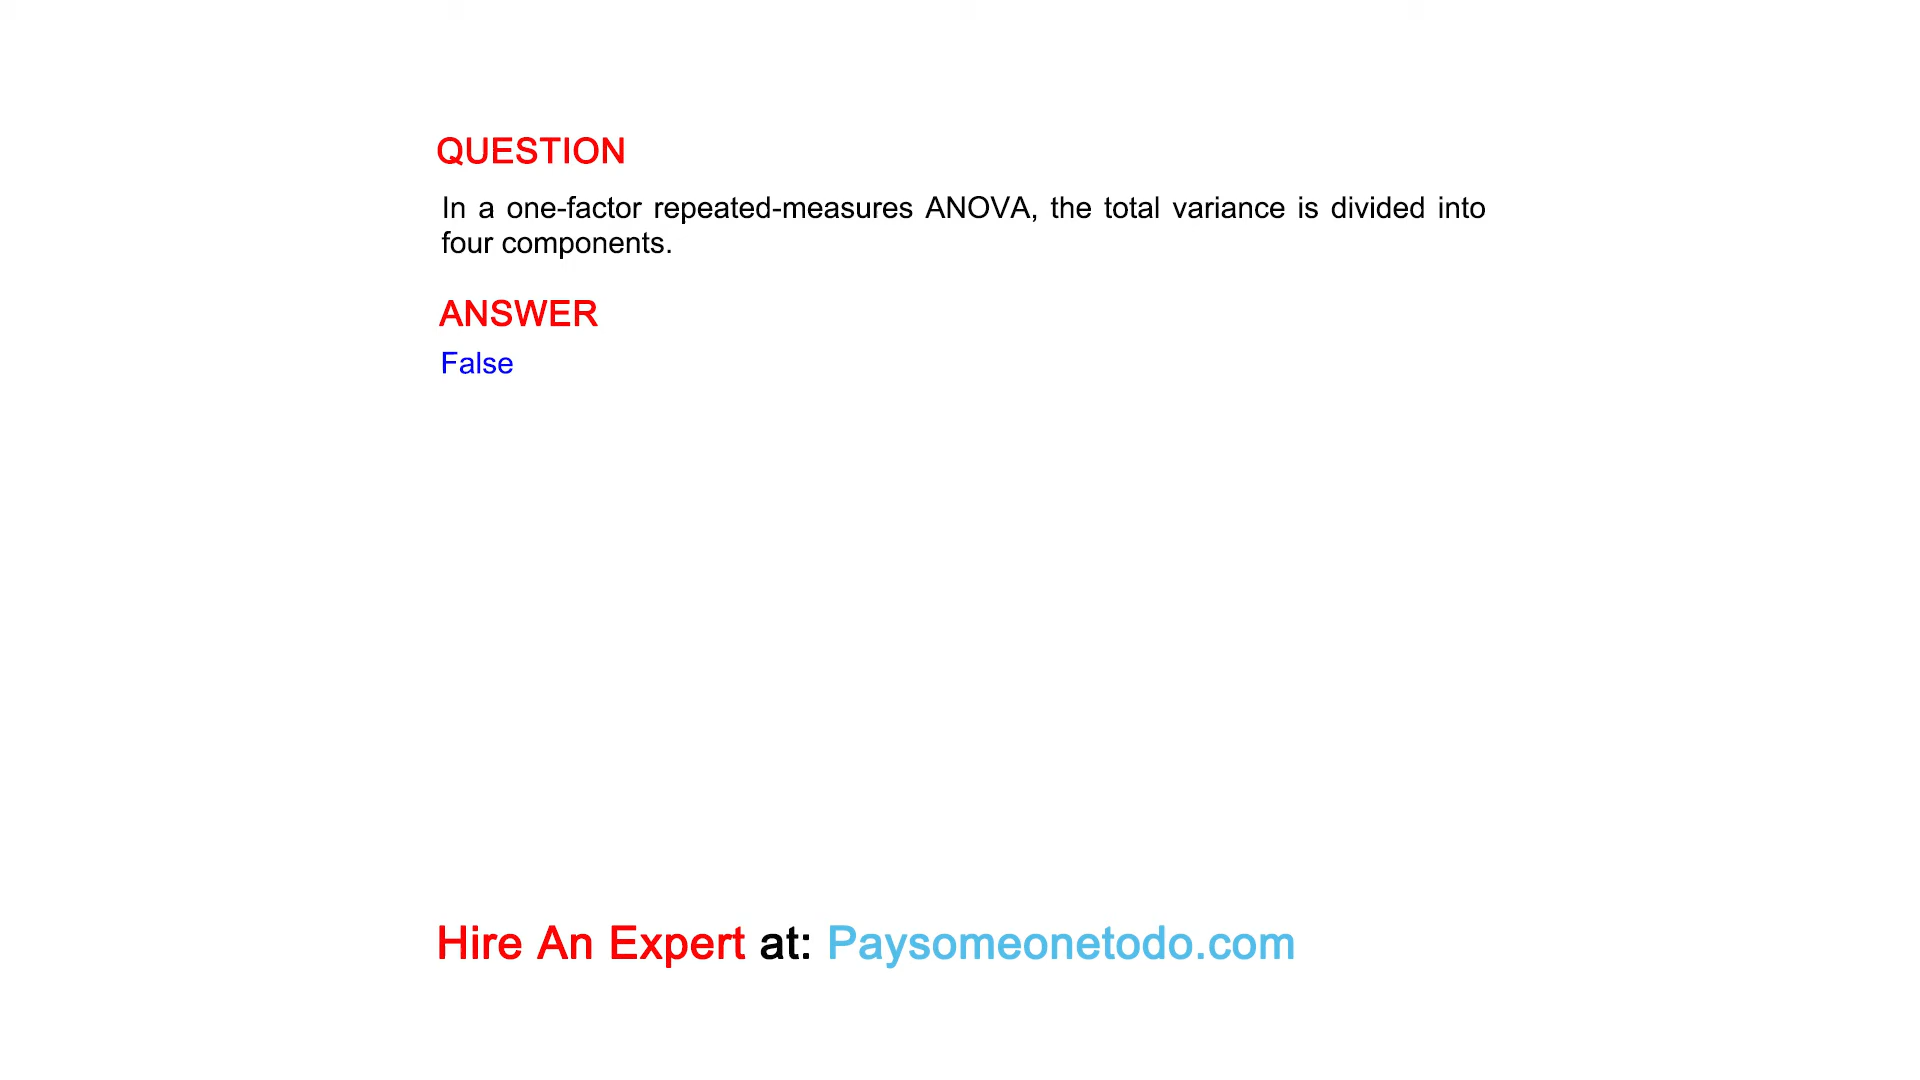 QUESTION
In a one-factor repeated-measures ANOVA, the total variance is divided into
four components.
ANSWER
False
Hire An Expert at: Paysomeonetodo.com